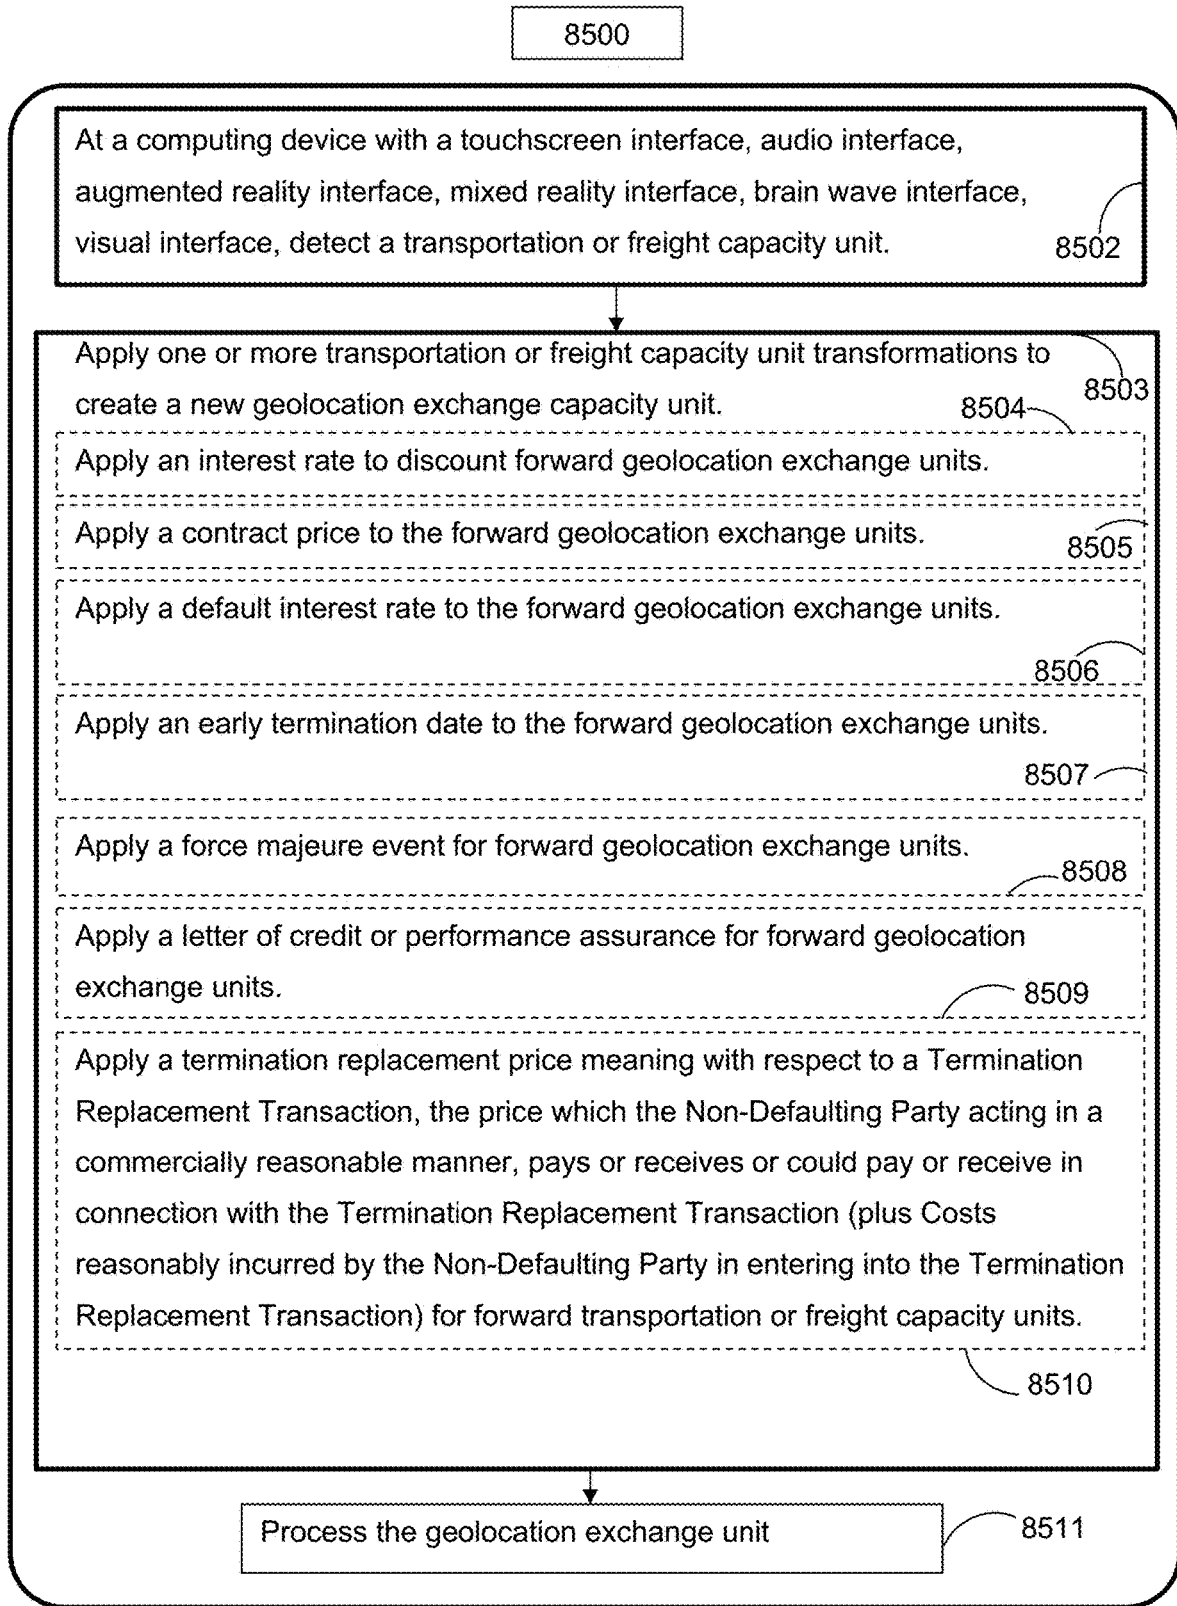 8500
At a computing device with a touchscreen interface, audio interface,
augmented reality interface, mixed reality interface, brain wave interface,
visual interface, detect a transportation or freight capacity unit.
8502
Apply one or more transportation or freight capacity unit transformations to
8503
create a new geolocation exchange capacity unit.
8504
Apply an interest rate to discount forward geolocation exchange units.
Apply a contract price to the forward geolocation exchange units.
8505
Apply a default interest rate to the forward geolocation exchange units.
8506
Apply an early termination date to the forward geolocation exchange units.
8507
Apply a force majeure event for forward geolocation exchange units.
8508
Apply a letter of credit or performance assurance for forward geolocation
exchange units.
8509
Apply a termination replacement price meaning with respect to a Termination
Replacement Transaction, the price which the Non-Defaulting Party acting in a
commercially reasonable manner, pays or receives or could pay or receive in
connection with the Termination Replacement Transaction (plus Costs
reasonably incurred by the Non-Defaulting Party in entering into the Termination
Replacement Transaction) for forward transportation or freight capacity units.
8510
Process the geolocation exchange unit
8511